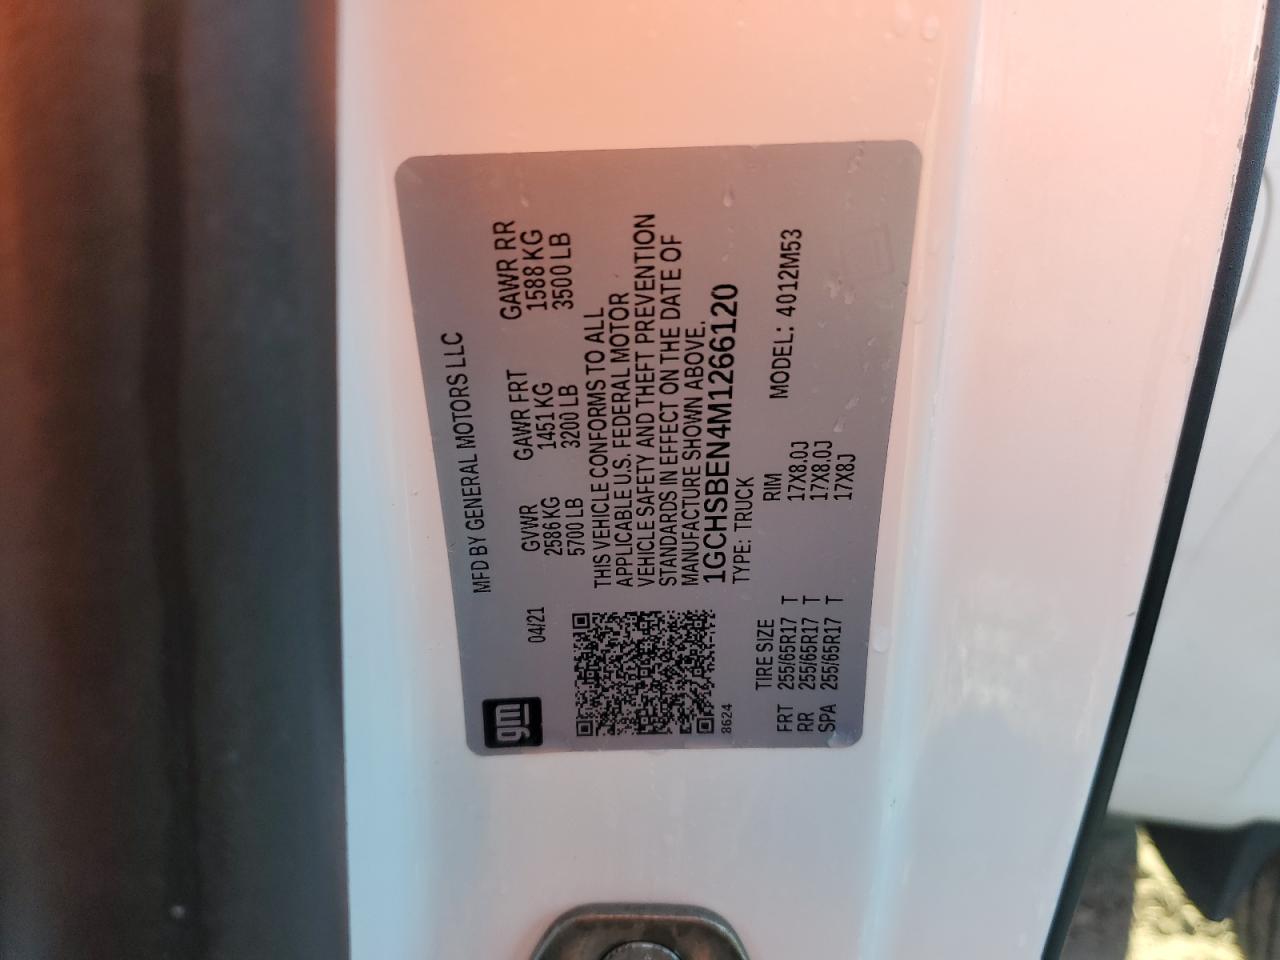 gm
MFD BY GENERAL MOTORS LLC
04/21
GVWR GAWR FRT GAWR RR
2586 KG 1451 KG 1588 KG
5700 LB 3200 LB 3500 LB
THIS VEHICLE CONFORMS TO ALL
APPLICABLE U.S. FEDERAL MOTOR
VEHICLE SAFETY AND THEFT PREVENTION
STANDARDS IN EFFECT ON THE DATE OF
MANUFACTURE SHOWN ABOVE.
1GCHSBEN4M1266120
8624
TYPE: TRUCK
MODEL: 4012M53
TIRE SIZE RIM
FRT 255/65R17 T 17X8.0J
RR 255/65R17 T 17X8.0J
SPA 255/65R17 T 17X8J